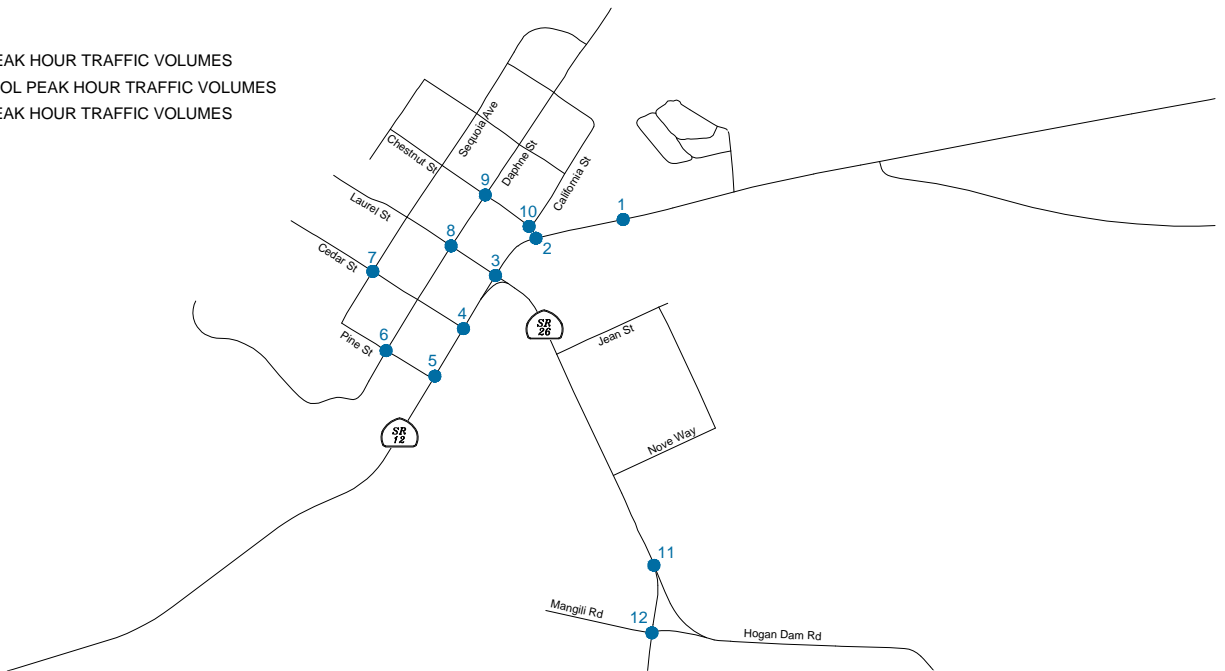 EAK HOUR TRAFFIC VOLUMES
OL PEAK HOUR TRAFFIC VOLUMES
EAK HOUR TRAFFIC VOLUMES
Sequoia Ave
Chestnut St
Daphne St
California St
Laurel St
Cedar St
Pine St
9
10
1
8
2
7
3
4
6
5
SR
26
SR
12
Jean St
Nove Way
11
Mangili Rd
12
Hogan Dam Rd